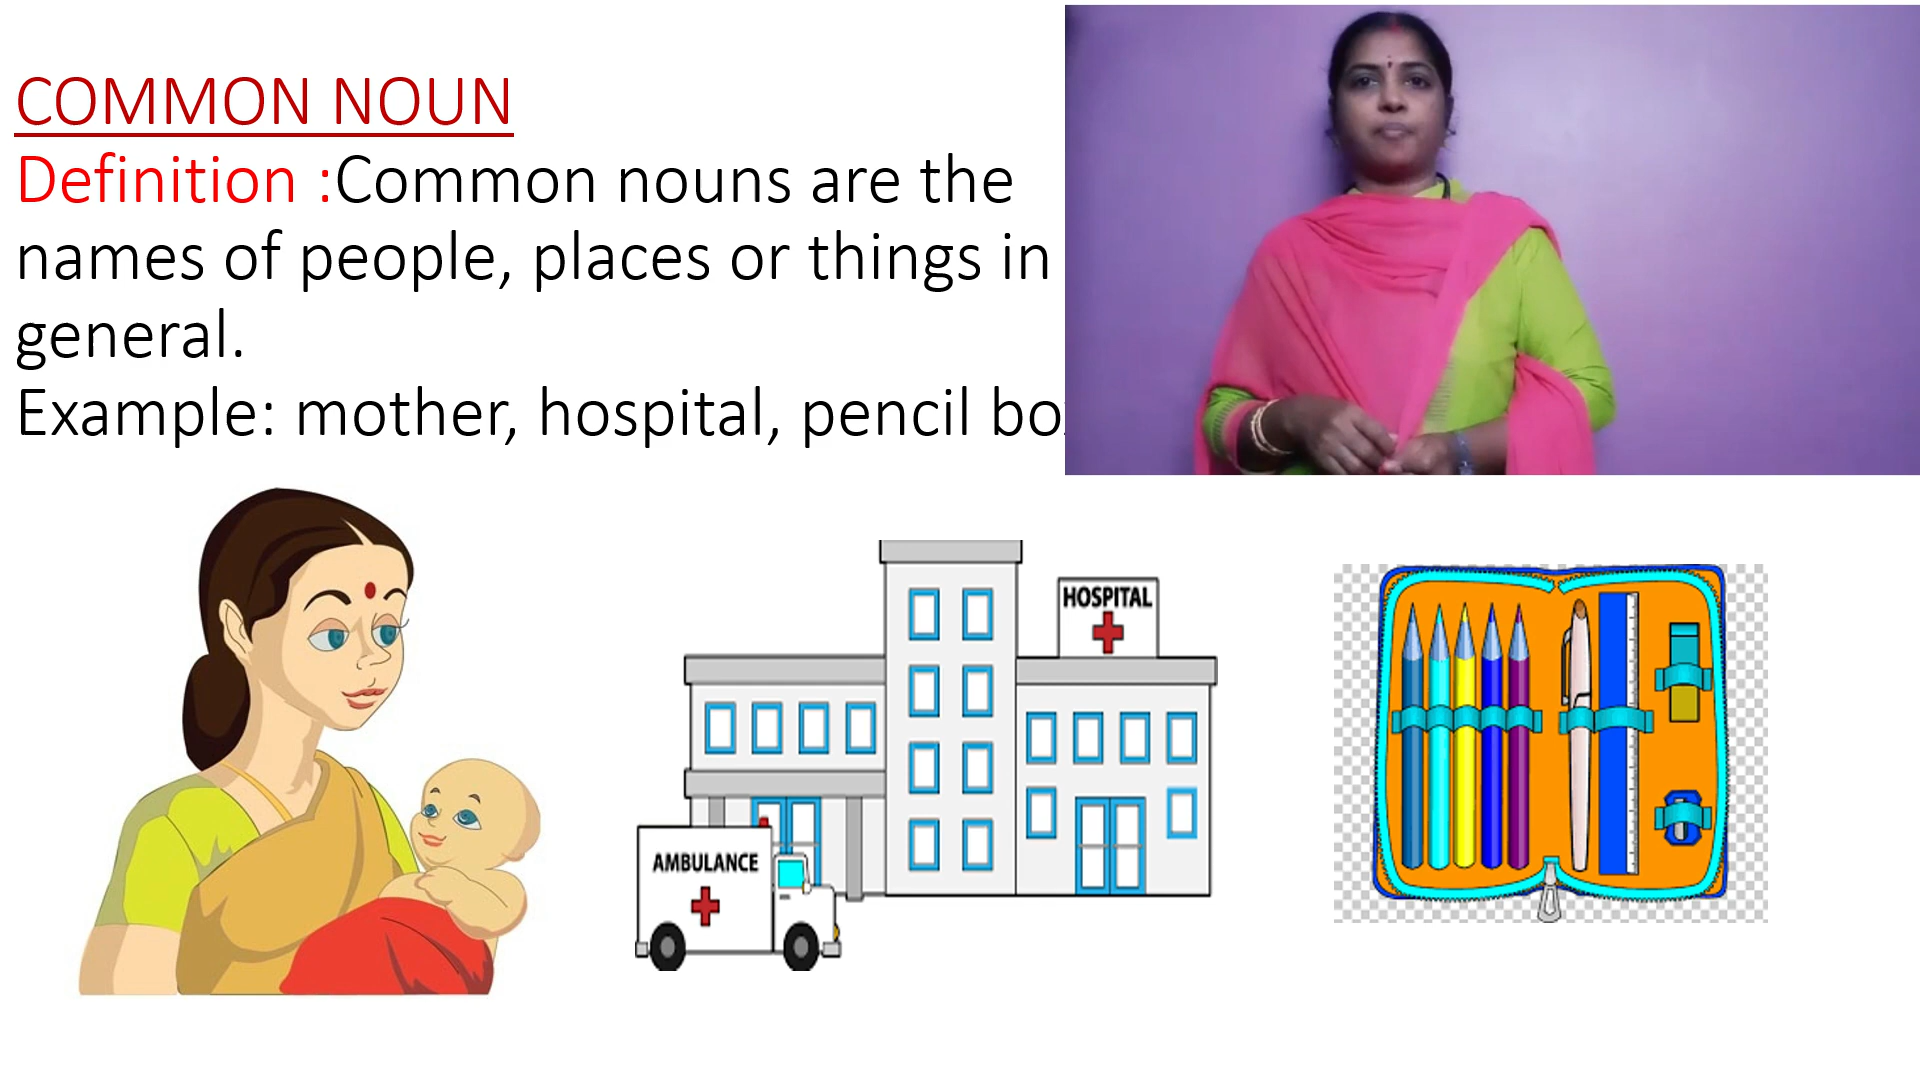 COMMON NOUN
Definition :Common nouns are the
names of people, places or things in
general.
Example: mother, hospital, pencil
HOSPITAL
AMBULANCE